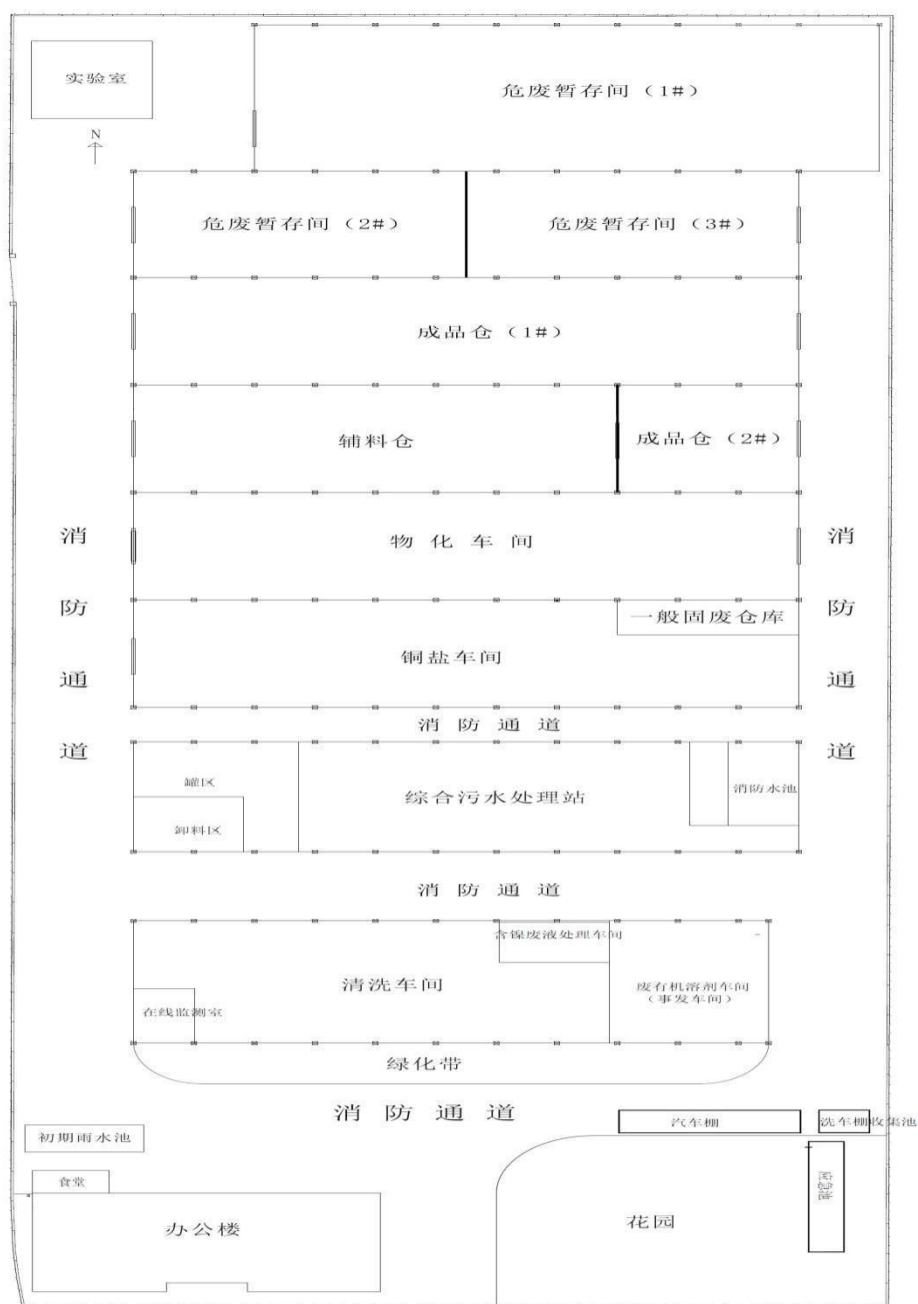 实验室
危废暂存间（1#）
N
危废暂存间（2#）
危废暂存间（3#）
成品仓（1#）
辅料仓
成品仓（2#）
消防通道
物化车间
消防通道
一般固废仓库
铜盐车间
消防通道
罐区
综合污水处理站
消防水池
卸料区
消防通道
含镍废液处理车间
清洗车间
废有机溶剂车间
（事发车间）
在线监测室
绿化带
消防通道
汽车棚
洗车棚收集池
初期雨水池
食堂
应急池
办公楼
花园